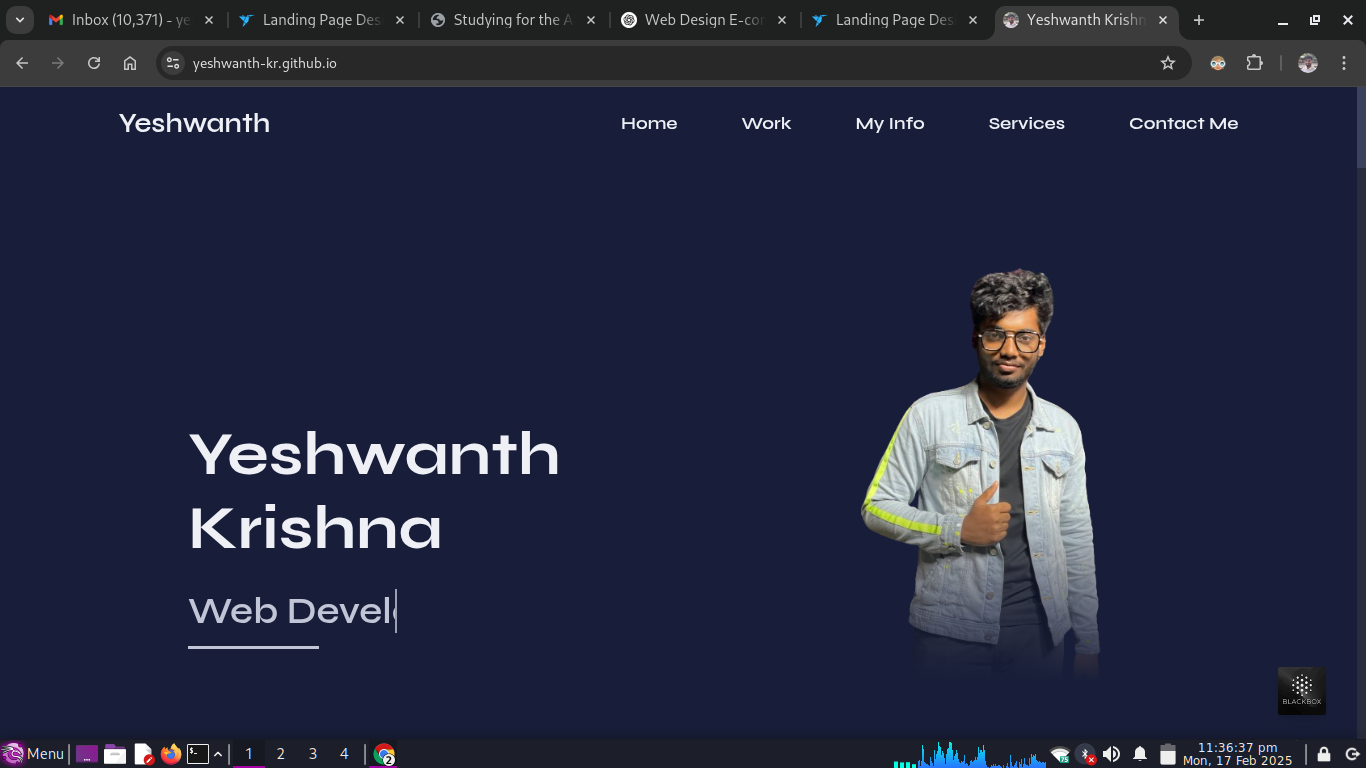 Inbox (10,371) - ye
Landing Page Des
Studying for the A
Web Design E-co
Landing Page Des
Yeshwanth Krishn
yeshwanth-kr.github.io
Yeshwanth
Home
Work
My Info
Services
Contact Me
Yeshwanth
Krishna
Web Devel
BLACKBOX
Menu
1
2
3
4
2
75
11:36:37 pm
Mon, 17 Feb 2025